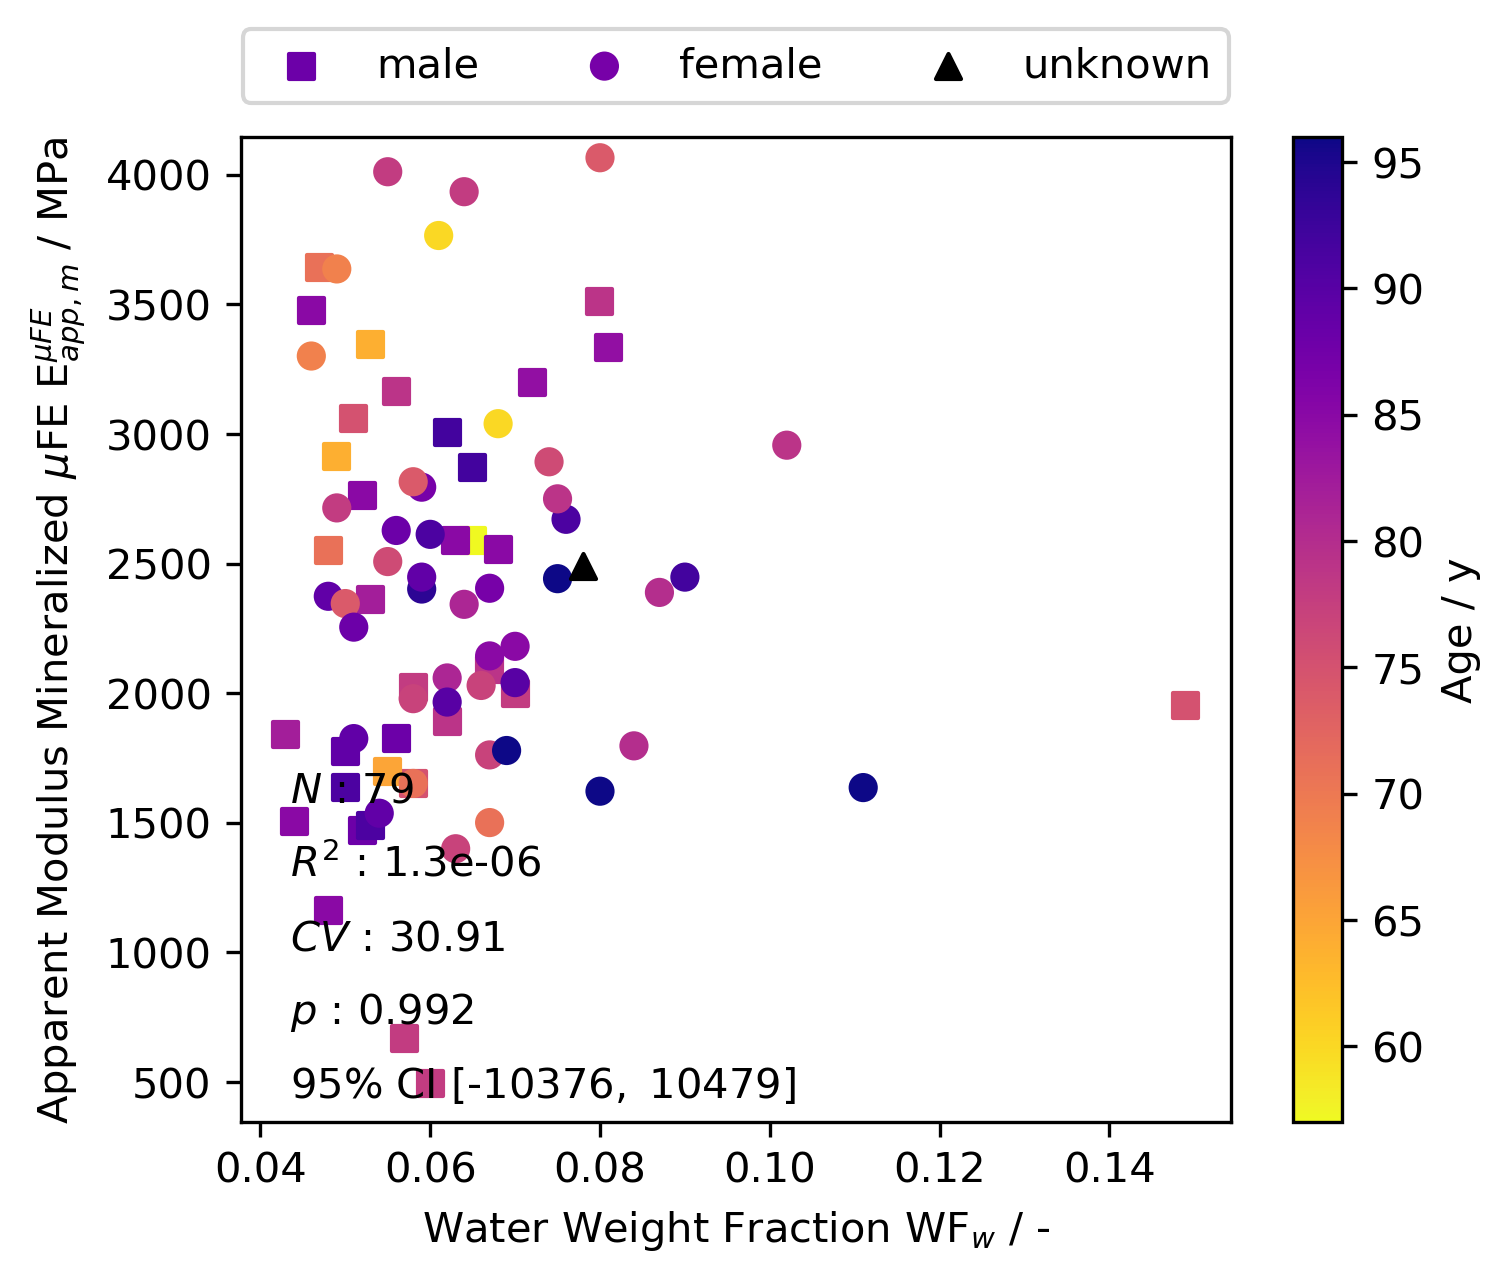 male female unknown
Apparent Modulus Mineralized μFE E^{μFE}_{app,m} / MPa
4000
3500
3000
2500
2000
1500
1000
500
N : 79
R² : 1.3e-06
CV : 30.91
p : 0.992
95% CI [-10376, 10479]
0.04 0.06 0.08 0.10 0.12 0.14
Water Weight Fraction WF_w / -
95
90
85
80
75
70
65
60
Age / y